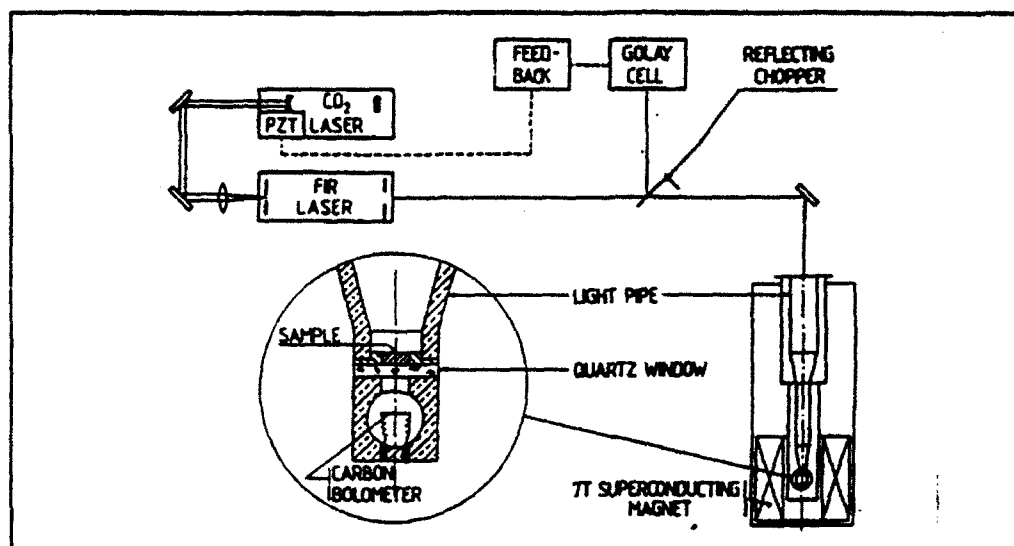 FEED-
BACK
GOLAY
CELL
REFLECTING
CHOPPER
CO₂
PZT LASER
FIR
LASER
LIGHT PIPE
SAMPLE
QUARTZ WINDOW
CARBON
BOLOMETER
7T SUPERCONDUCTING
MAGNET